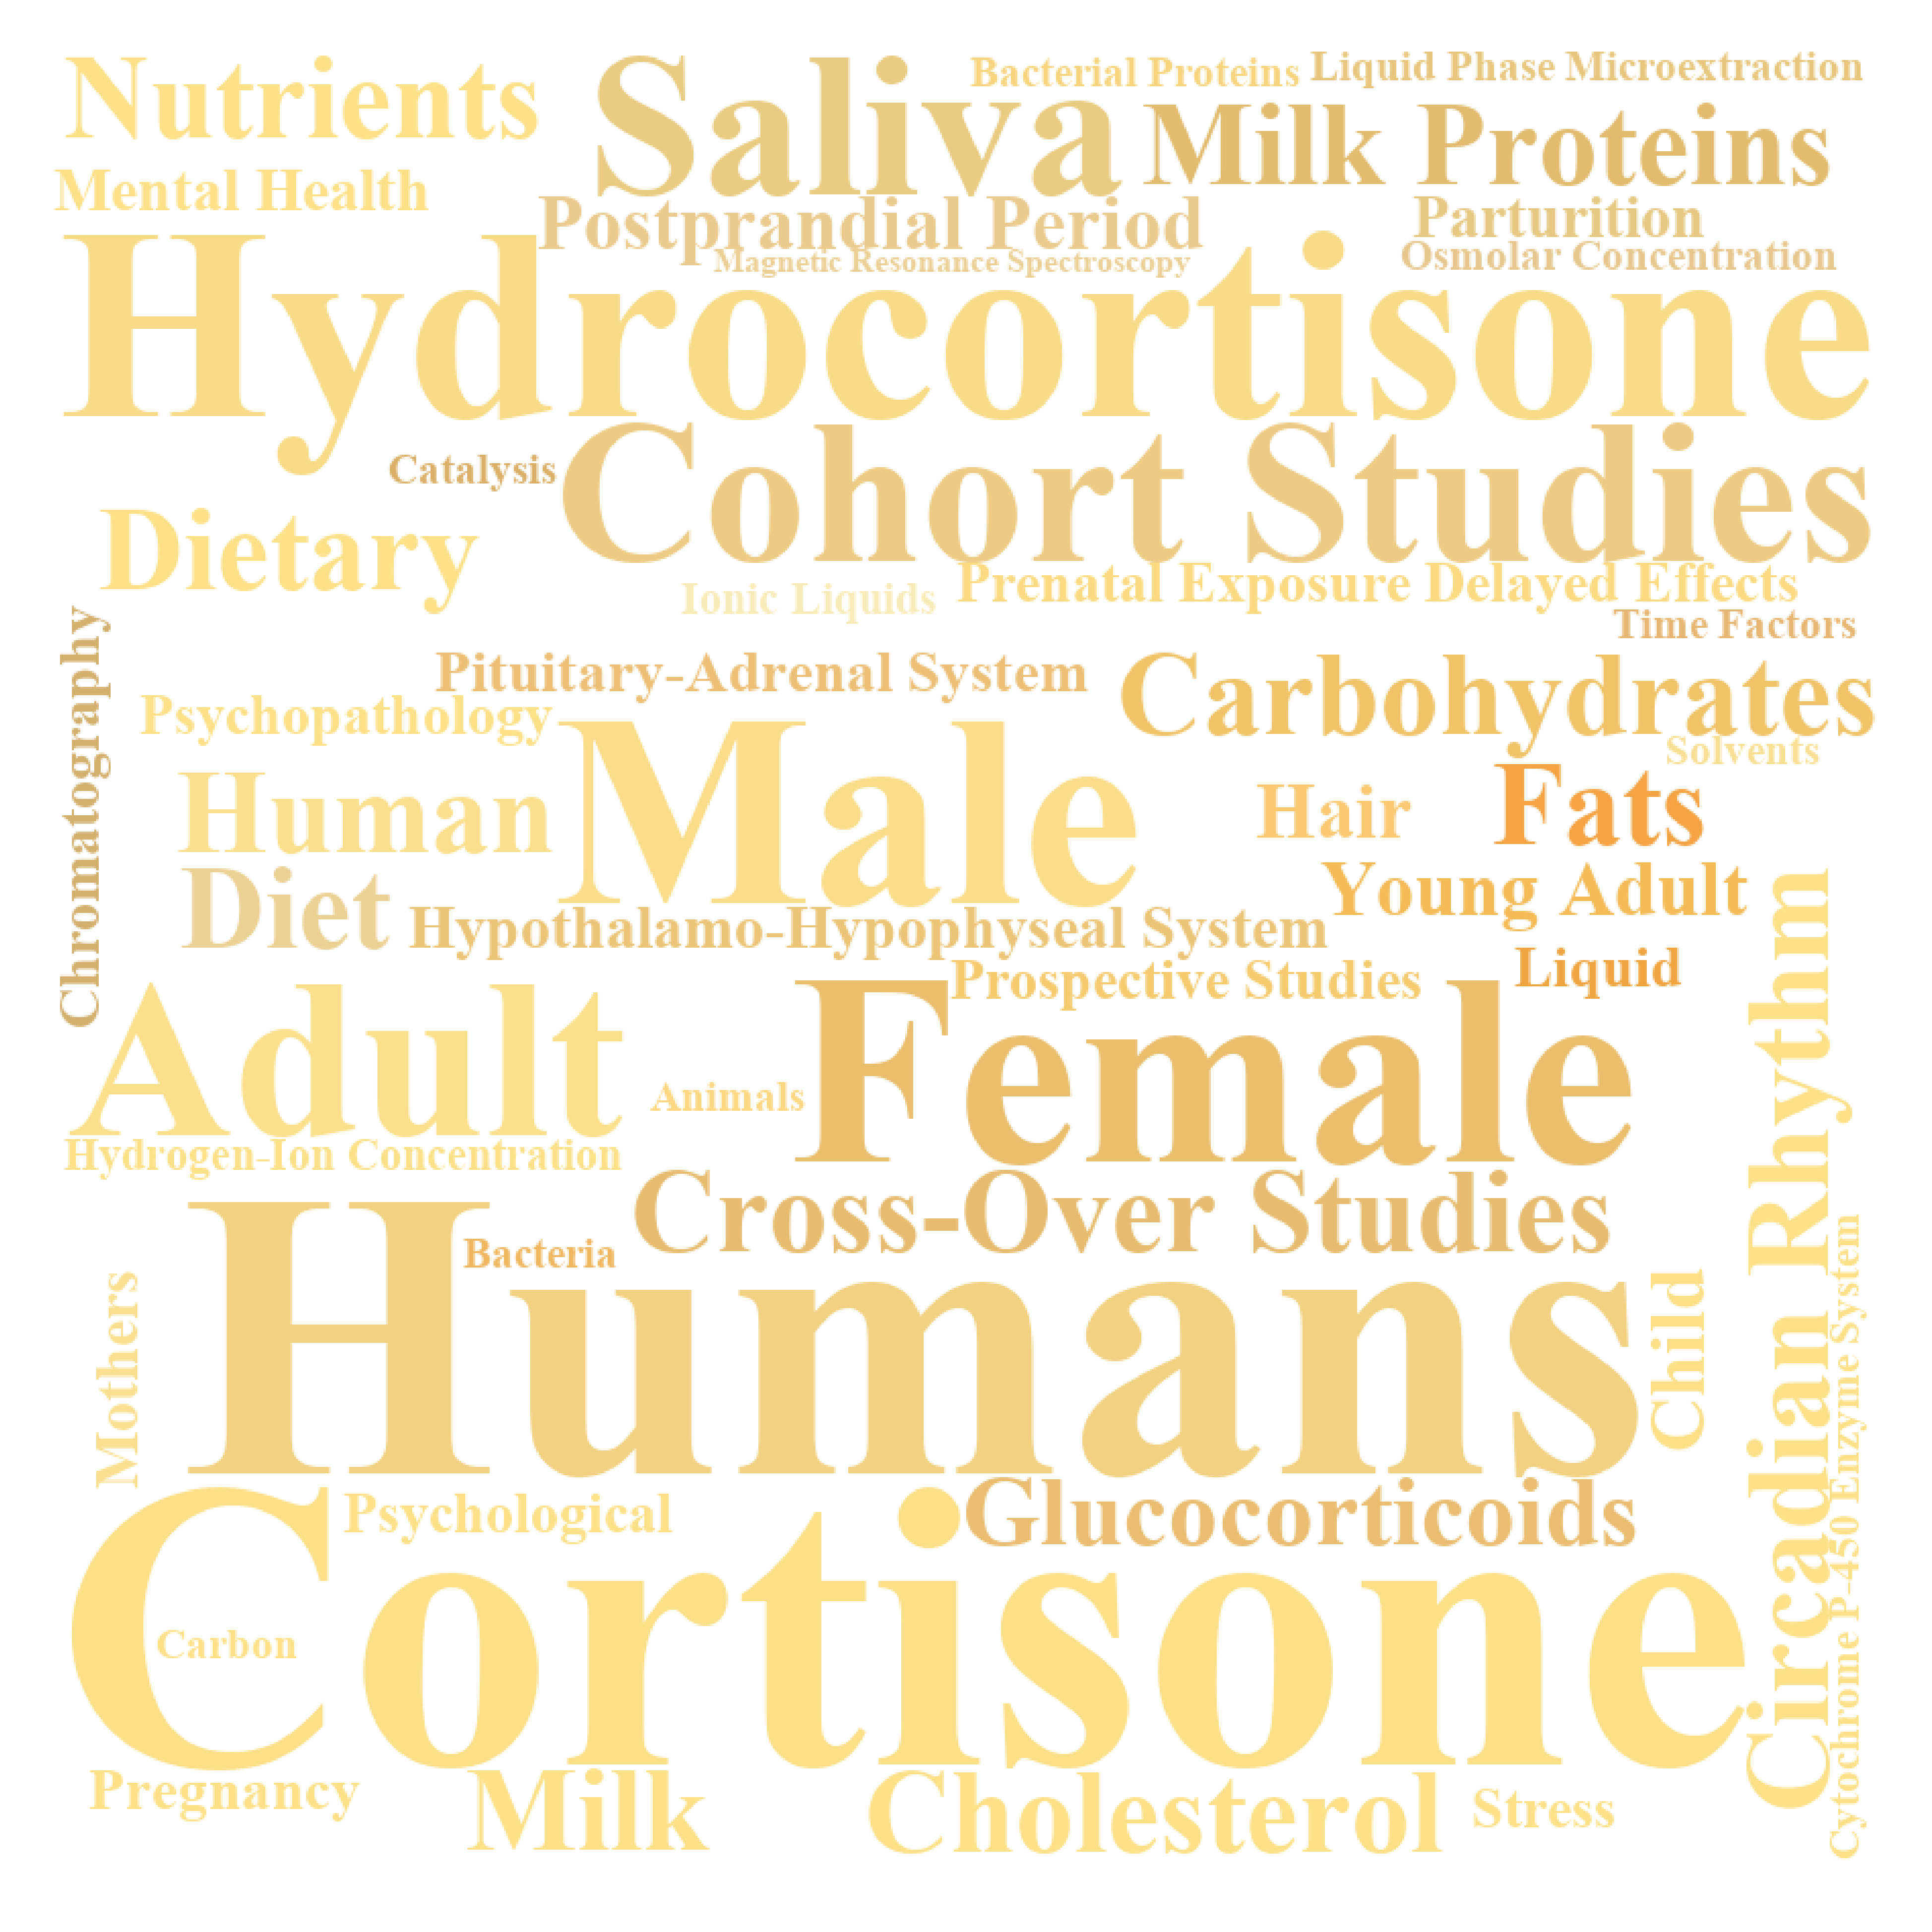 Nutrients
Saliva
Bacterial Proteins
Liquid Phase Microextraction
Milk Proteins
Mental Health
Postprandial Period
Parturition
Magnetic Resonance Spectroscopy
Osmolar Concentration
Hydrocortisone
Catalysis
Cohort Studies
Dietary
Ionic Liquids
Prenatal Exposure Delayed Effects
Time Factors
Chromatography
Pituitary-Adrenal System
Carbohydrates
Psychopathology
Male
Solvents
Human
Hair
Fats
Diet
Young Adult
Hypothalamo-Hypophyseal System
Prospective Studies
Liquid
Adult
Animals
Female
Circadian Rhythm
Hydrogen-Ion Concentration
Cross-Over Studies
Bacteria
Humans
Mothers
Child
Cytochrome P-450 Enzyme System
Psychological
Glucocorticoids
Cortisone
Carbon
Pregnancy
Milk
Cholesterol
Stress